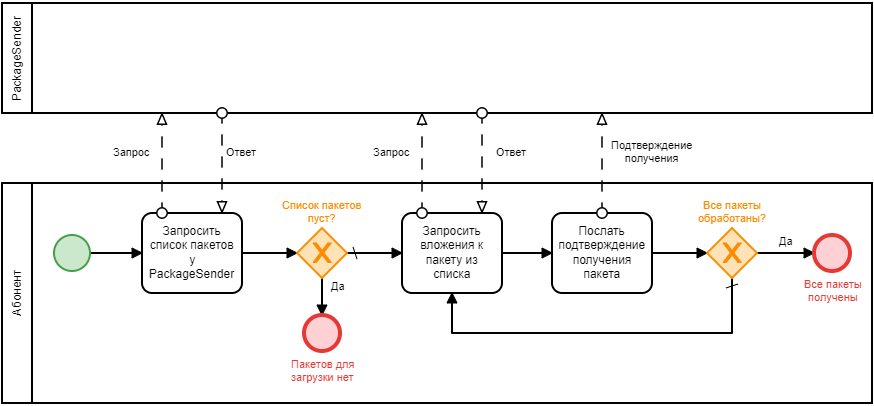 PackageSender
Запрос
Ответ
Запрос
Ответ
Подтверждение
получения
Абонент
Запросить
список пакетов
у
PackageSender
Список пакетов
пуст?
Да
Пакетов для
загрузки нет
Запросить
вложения к
пакету из
списка
Послать
подтверждение
получения
пакета
Все пакеты
обработаны?
Да
Все пакеты
получены